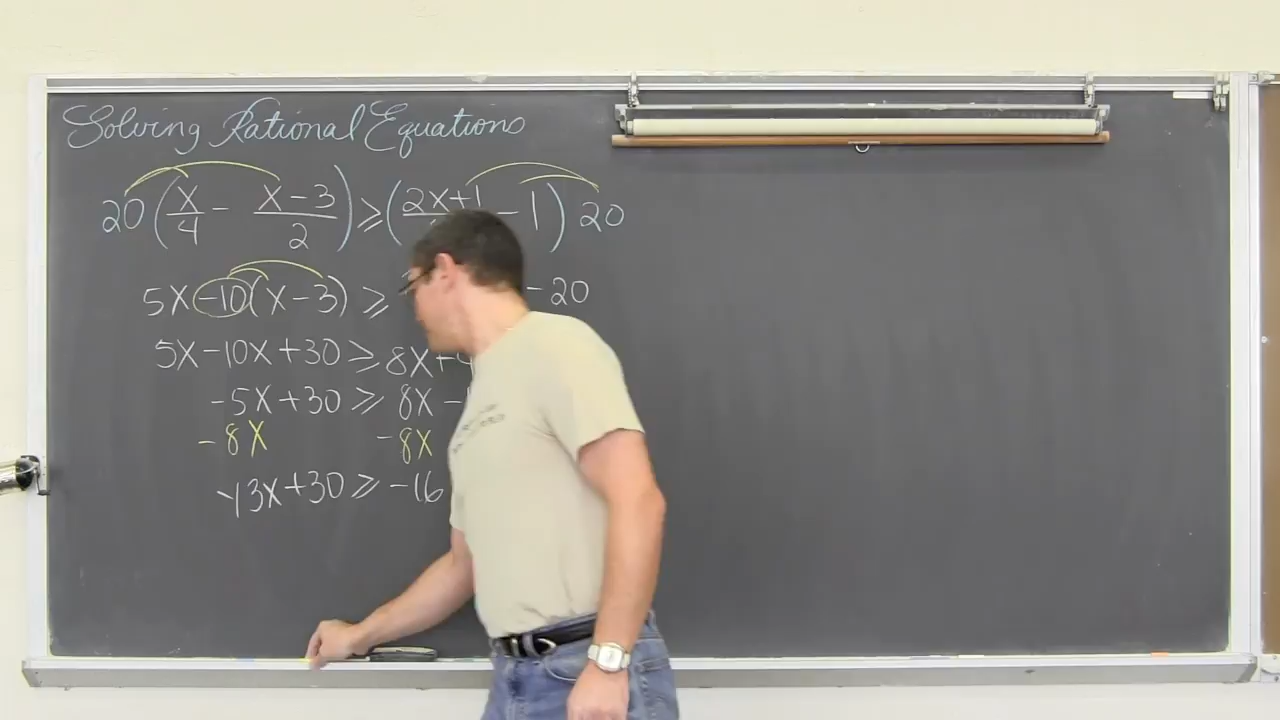 Solving Rational Equations
20(x/4 - (x-3)/2) ≥ ((2x+1)/ - 1) 20
5x-10(x-3) ≥ -20
5x-10x+30 ≥ 8x+4
-5x+30 ≥ 8x-
-8x -8x
-13x+30 ≥ -16